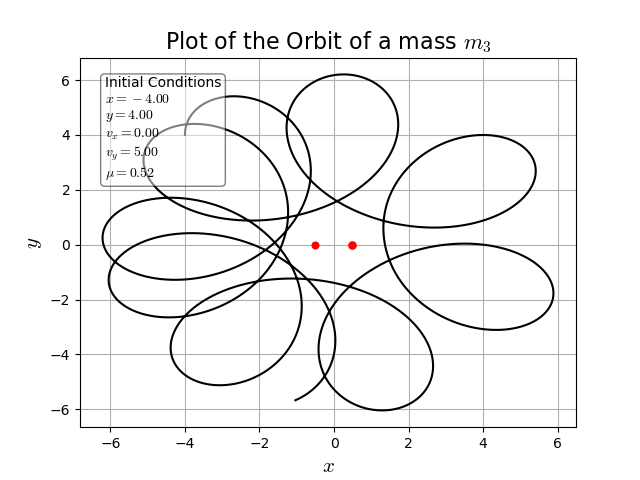 Plot of the Orbit of a mass m₃
Initial Conditions
x = −4.00
y = 4.00
vₓ = 0.00
v_y = 5.00
μ = 0.52
6
4
2
0
−2
−4
−6
y
−6 −4 −2 0 2 4 6
x